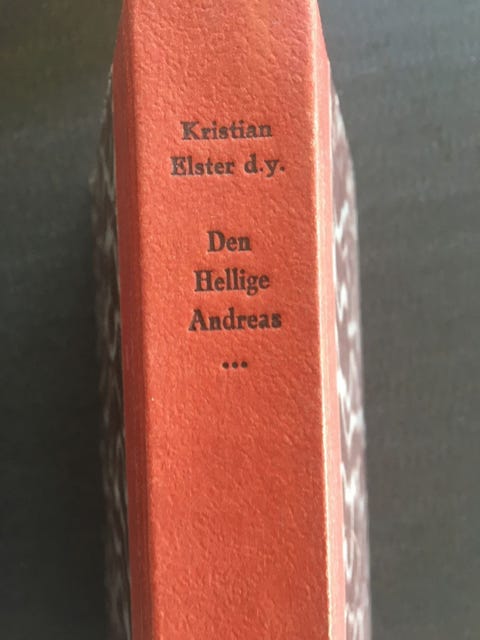 Kristian
Elster d.y.
Den
Hellige
Andreas
...